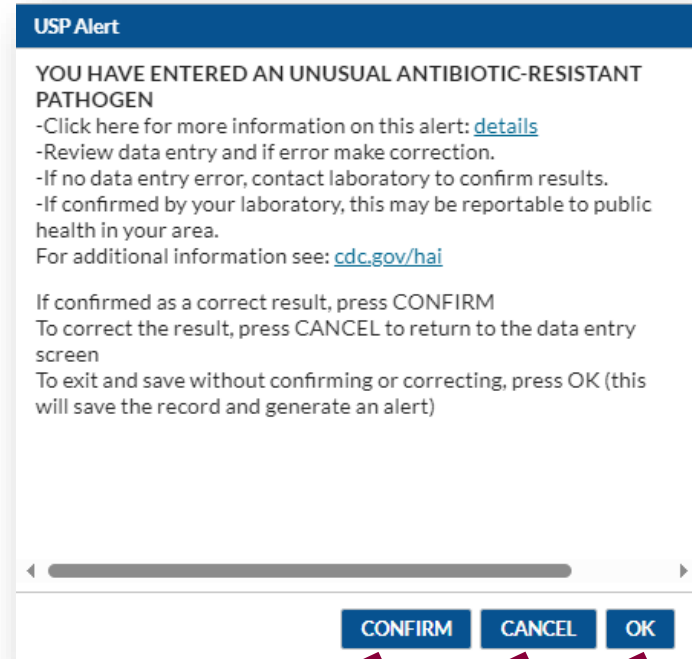 USP Alert
YOU HAVE ENTERED AN UNUSUAL ANTIBIOTIC-RESISTANT
PATHOGEN
-Click here for more information on this alert: details
-Review data entry and if error make correction.
-If no data entry error, contact laboratory to confirm results.
-If confirmed by your laboratory, this may be reportable to public
health in your area.
For additional information see: cdc.gov/hai
If confirmed as a correct result, press CONFIRM
To correct the result, press CANCEL to return to the data entry
screen
To exit and save without confirming or correcting, press OK (this
will save the record and generate an alert)
CONFIRM CANCEL OK